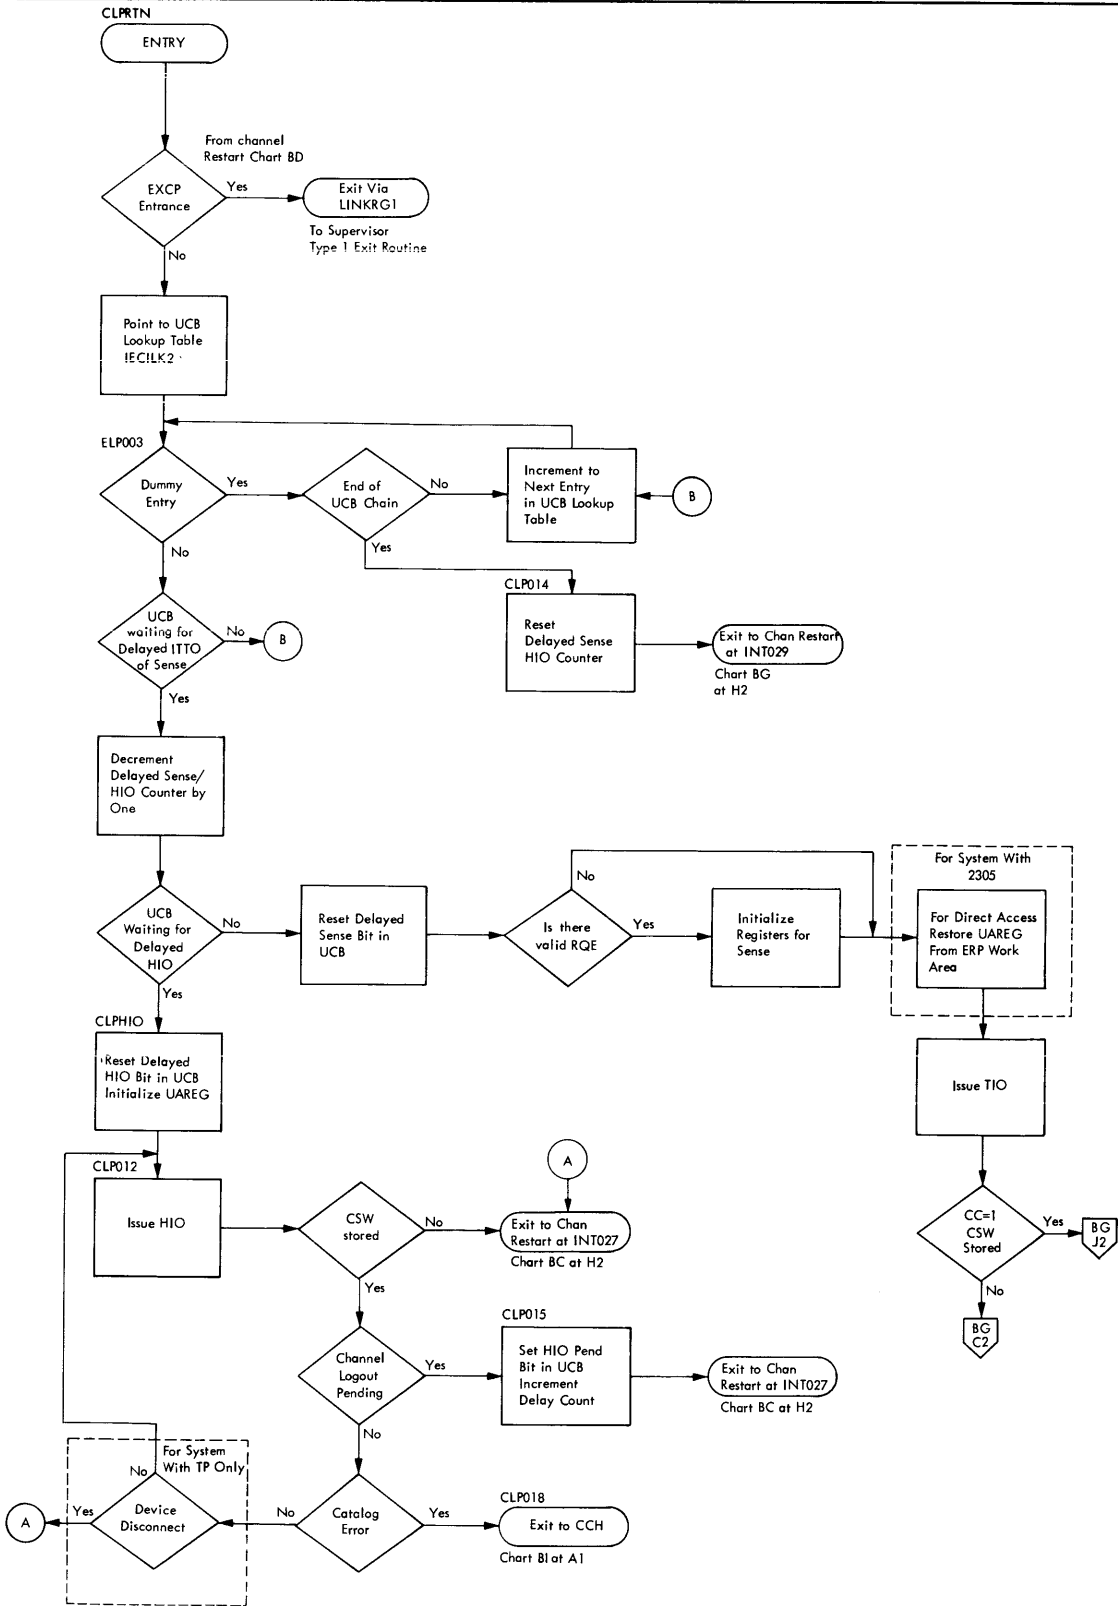 CLPRTN
ENTRY
From channel
Restart Chart BD
EXCP
Entrance
Yes
Exit Via
LINKRG1
To Supervisor
Type 1 Exit Routine
No
Point to UCB
Lookup Table
IECILK2
ELP003
Dummy
Entry
Yes
End of
UCB Chain
No
Increment to
Next Entry
in UCB Lookup
Table
B
No
Yes
CLP014
UCB
waiting for
Delayed ITTO
of Sense
No
B
Reset
Delayed Sense
HIO Counter
Exit to Chan Restart
at INT029
Chart BG
at H2
Yes
Decrement
Delayed Sense/
HIO Counter by
One
For System With
2305
No
UCB
Waiting for
Delayed
HIO
No
Reset Delayed
Sense Bit in
UCB
Is there
valid RQE
Yes
Initialize
Registers for
Sense
For Direct Access
Restore UAREG
From ERP Work
Area
Yes
CLPHIO
Reset Delayed
HIO Bit in UCB
Initialize UAREG
Issue TIO
CLP012
A
Issue HIO
CSW
stored
No
Exit to Chan
Restart at INT027
Chart BC at H2
CC=1
CSW
Stored
Yes
BG
J2
Yes
No
BG
C2
CLP015
Channel
Logout
Pending
Yes
Set HIO Pend
Bit in UCB
Increment
Delay Count
Exit to Chan
Restart at INT027
Chart BC at H2
No
For System
With TP Only
No
CLP018
A
Yes
Device
Disconnect
No
Catalog
Error
Yes
Exit to CCH
Chart BI at A1